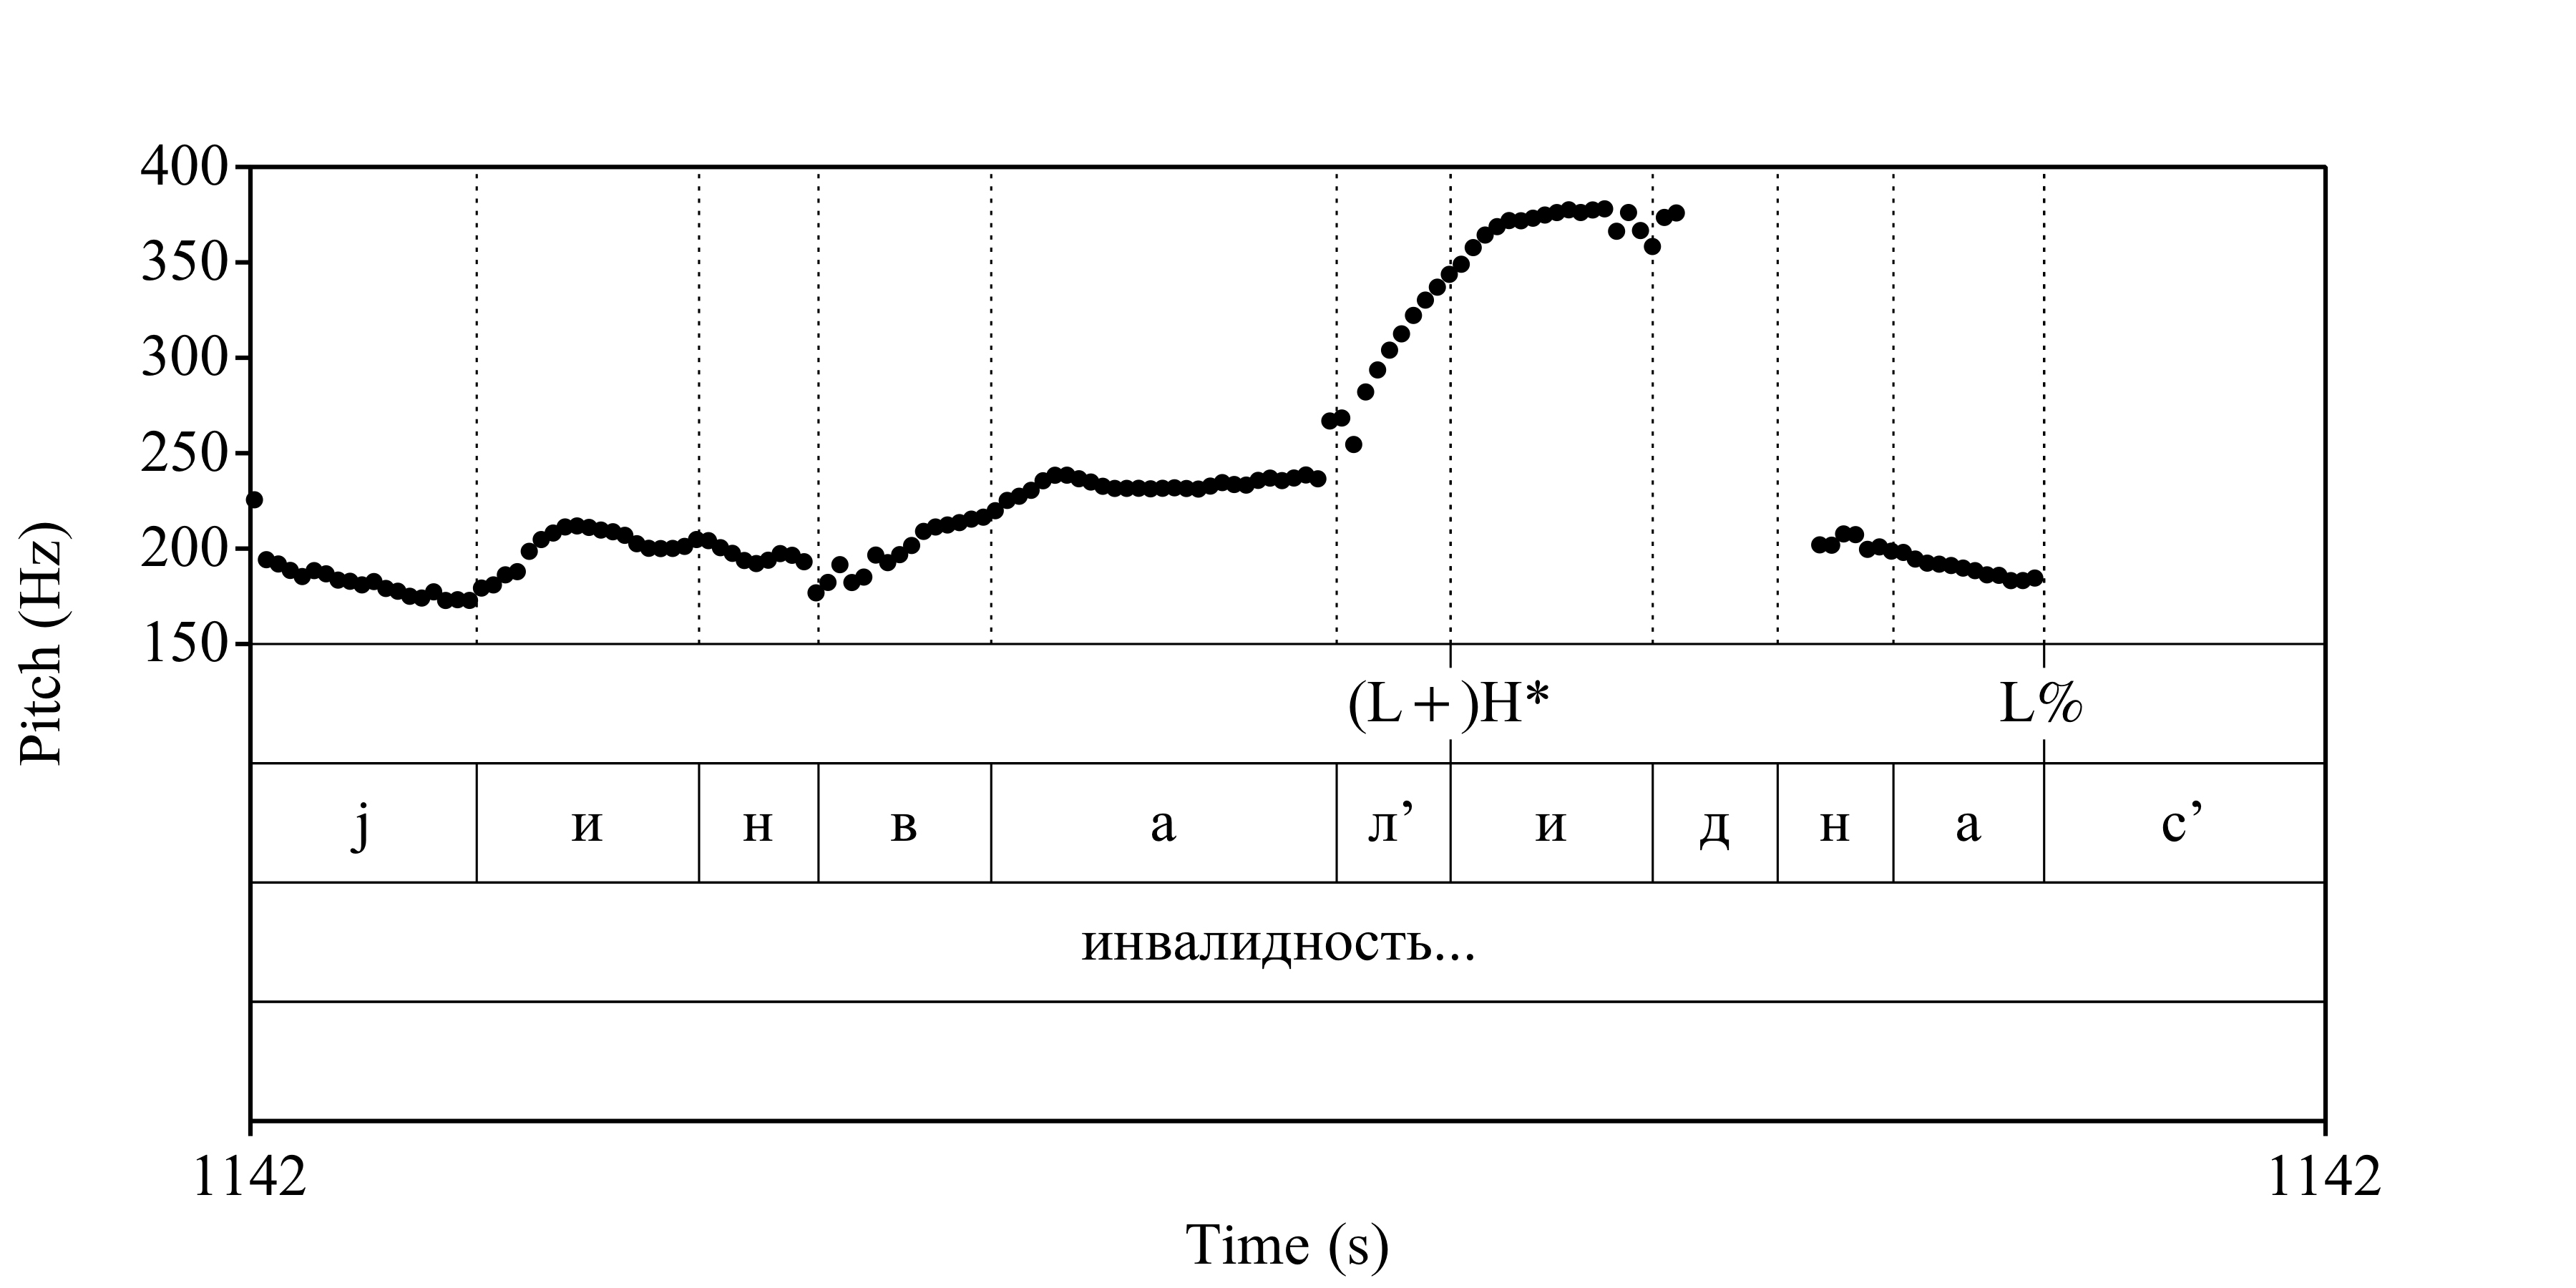 400
350
300
250
200
150
Pitch (Hz)
(L+)H* L%
j и н в а л’ и д н а с’
инвалидность...
1142 1142
Time (s)